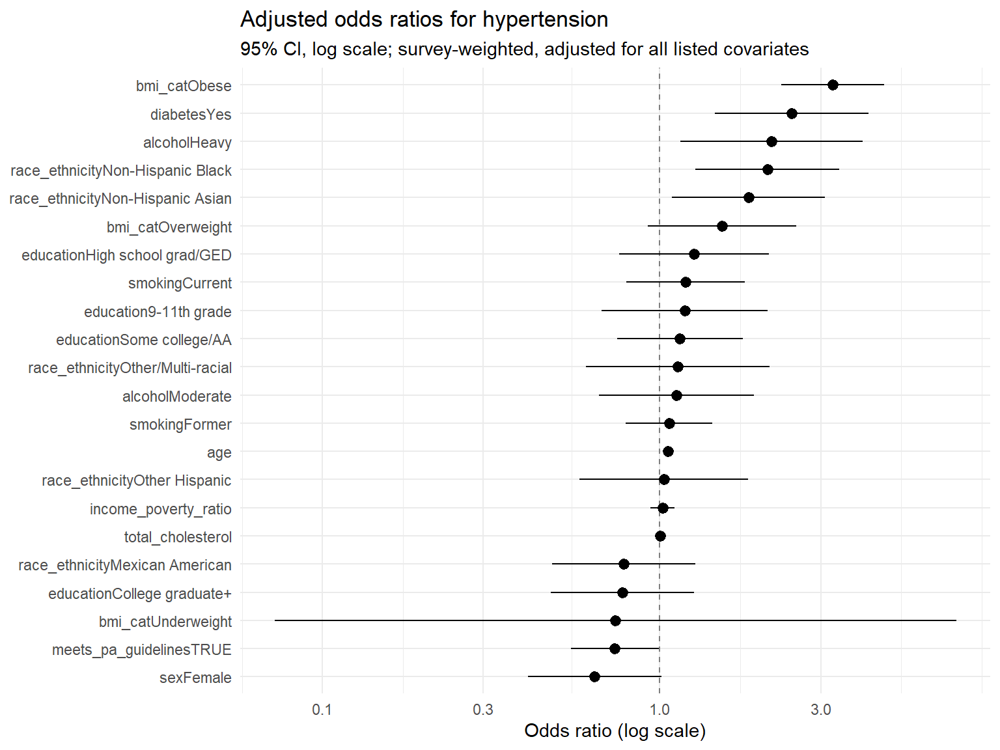 Adjusted odds ratios for hypertension
95% CI, log scale; survey-weighted, adjusted for all listed covariates
bmi_catObese
diabetesYes
alcoholHeavy
race_ethnicityNon-Hispanic Black
race_ethnicityNon-Hispanic Asian
bmi_catOverweight
educationHigh school grad/GED
smokingCurrent
education9-11th grade
educationSome college/AA
race_ethnicityOther/Multi-racial
alcoholModerate
smokingFormer
age
race_ethnicityOther Hispanic
income_poverty_ratio
total_cholesterol
race_ethnicityMexican American
educationCollege graduate+
bmi_catUnderweight
meets_pa_guidelinesTRUE
sexFemale
0.1 0.3 1.0 3.0
Odds ratio (log scale)